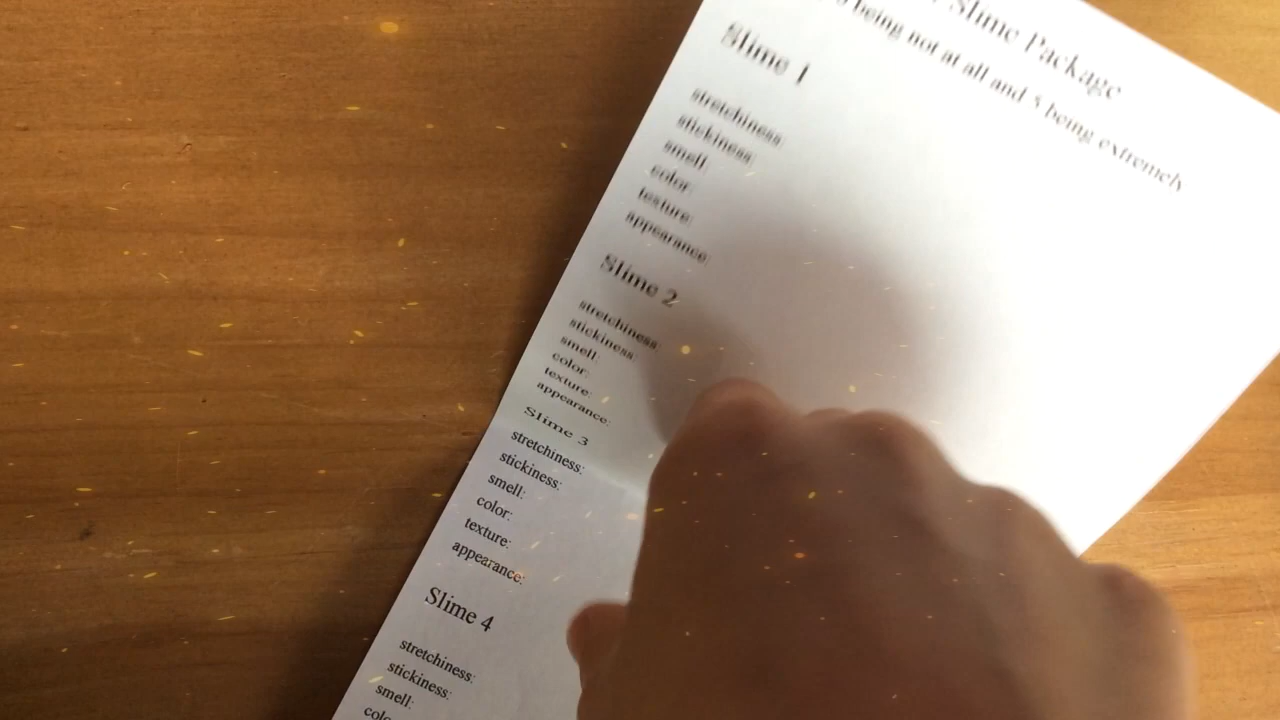 Slime Package
being not at all and 5 being extremely
Slime 1
stretchiness:
stickiness:
smell:
color:
texture:
appearance:
Slime 2
stretchiness:
stickiness:
smell:
color:
texture:
appearance:
Slime 3
stretchiness:
stickiness:
smell:
color:
texture:
appearance:
Slime 4
stretchiness:
stickiness:
smell: